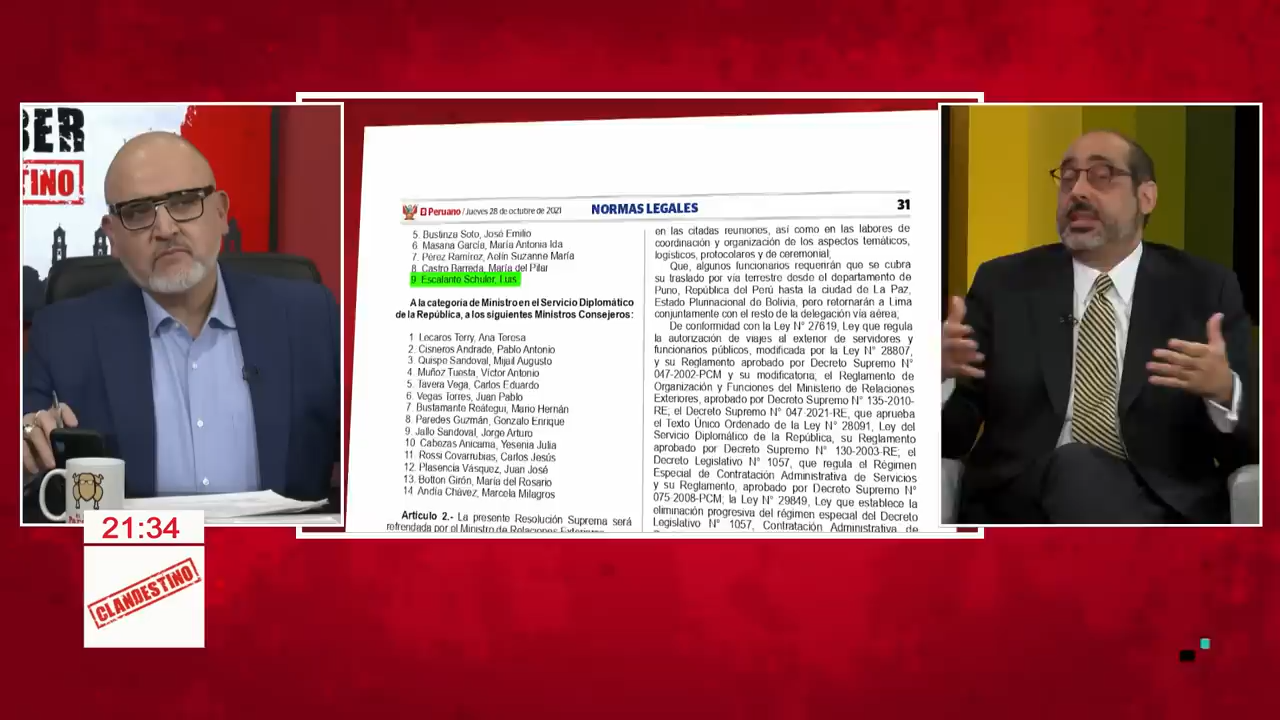 BER
TINO
El Peruano / Jueves 28 de octubre de 2021
NORMAS LEGALES
31
5. Bustinza Soto, José Emilio
6. Masana García, María Antonia Ida
7. Pérez Ramírez, Aolin Suzanne María
8. Castro Barreda, María del Pilar
9. Escalante Schuler, Luis
A la categoría de Ministro en el Servicio Diplomático
de la República, a los siguientes Ministros Consejeros:
1 Lecaros Terry, Ana Teresa
2. Cisneros Andrade, Pablo Antonio
3. Quispe Sandoval, Mijail Augusto
4. Muñoz Tuesta, Víctor Antonio
5. Tavera Vega, Carlos Eduardo
6. Vegas Torres, Juan Pablo
7. Bustamante Reátegui, Mario Hernán
8. Paredes Guzmán, Gonzalo Enrique
9. Jallo Sandoval, Jorge Arturo
10 Cabezas Anicama, Yesenia Julia
11 Rossi Covarrubias, Carlos Jesús
12. Plasencia Vásquez, Juan José
13. Botton Girón, María del Rosario
14 Andía Chávez, Marcela Milagros
Artículo 2.- La presente Resolución Suprema será
refrendada por el Ministro de Relaciones Exteriores
en las citadas reuniones, así como en las labores de
coordinación y organización de los aspectos temáticos,
logísticos, protocolares y de ceremonial,
Que, algunos funcionarios requerirán que se cubra
su traslado por vía terrestre desde el departamento de
Puno, República del Perú hasta la ciudad de La Paz,
Estado Plurinacional de Bolivia, pero retornarán a Lima
conjuntamente con el resto de la delegación vía aérea;
De conformidad con la Ley N° 27619, Ley que regula
la autorización de viajes al exterior de servidores y
funcionarios públicos, modificada por la Ley N° 28807,
y su Reglamento aprobado por Decreto Supremo N°
047-2002-PCM y su modificatoria; el Reglamento de
Organización y Funciones del Ministerio de Relaciones
Exteriores, aprobado por Decreto Supremo N° 135-2010-
RE; el Decreto Supremo N° 047 2021-RE, que aprueba
el Texto Único Ordenado de la Ley N° 28091, Ley del
Servicio Diplomático de la República, su Reglamento
aprobado por Decreto Supremo N° 130-2003-RE; el
Decreto Legislativo N° 1057, que regula el Régimen
Especial de Contratación Administrativa de Servicios
y su Reglamento, aprobado por Decreto Supremo N°
075 2008-PCM; la Ley N° 29849, Ley que establece la
eliminación progresiva del régimen especial del Decreto
Legislativo N° 1057, Contratación Administrativa de
21:34
CLANDESTINO